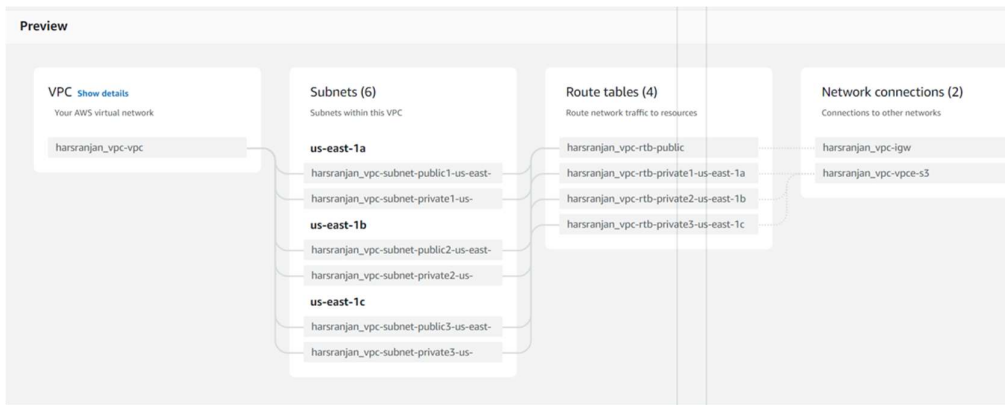 Preview
VPC Show details
Your AWS virtual network
harsranjan_vpc-vpc
Subnets (6)
Subnets within this VPC
us-east-1a
harsranjan_vpc-subnet-public1-us-east-
harsranjan_vpc-subnet-private1-us-
us-east-1b
harsranjan_vpc-subnet-public2-us-east-
harsranjan_vpc-subnet-private2-us-
us-east-1c
harsranjan_vpc-subnet-public3-us-east-
harsranjan_vpc-subnet-private3-us-
Route tables (4)
Route network traffic to resources
harsranjan_vpc-rtb-public
harsranjan_vpc-rtb-private1-us-east-1a
harsranjan_vpc-rtb-private2-us-east-1b
harsranjan_vpc-rtb-private3-us-east-1c
Network connections (2)
Connections to other networks
harsranjan_vpc-igw
harsranjan_vpc-vpce-s3